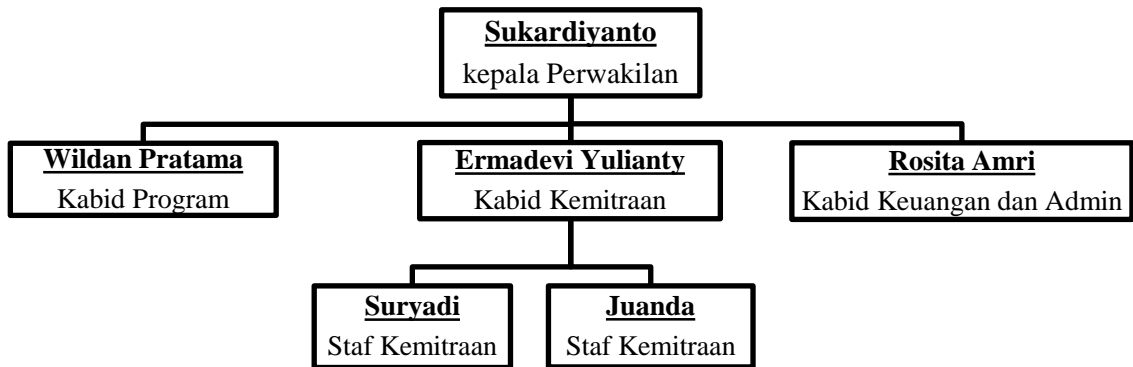 Sukardiyanto
kepala Perwakilan
Wildan Pratama
Kabid Program
Ermadevi Yulianty
Kabid Kemitraan
Rosita Amri
Kabid Keuangan dan Admin
Suryadi
Staf Kemitraan
Juanda
Staf Kemitraan